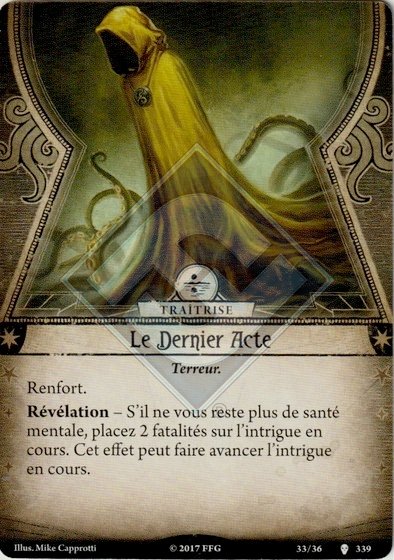 TRAÎTRISE
Le Dernier Acte
Terreur.
Renfort.
Révélation – S'il ne vous reste plus de santé
mentale, placez 2 fatalités sur l'intrigue en
cours. Cet effet peut faire avancer l'intrigue
en cours.
Illus. Mike Capprotti © 2017 FFG 33/36 339